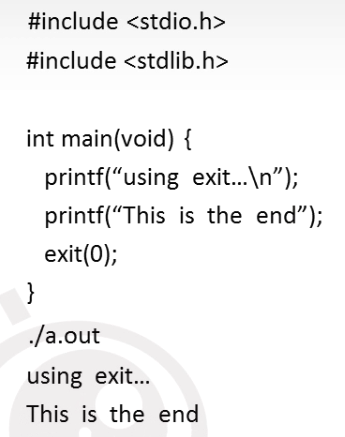 #include <stdio.h>
#include <stdlib.h>
int main(void) {
printf(“using exit…\n”);
printf(“This is the end”);
exit(0);
}
./a.out
using exit…
This is the end